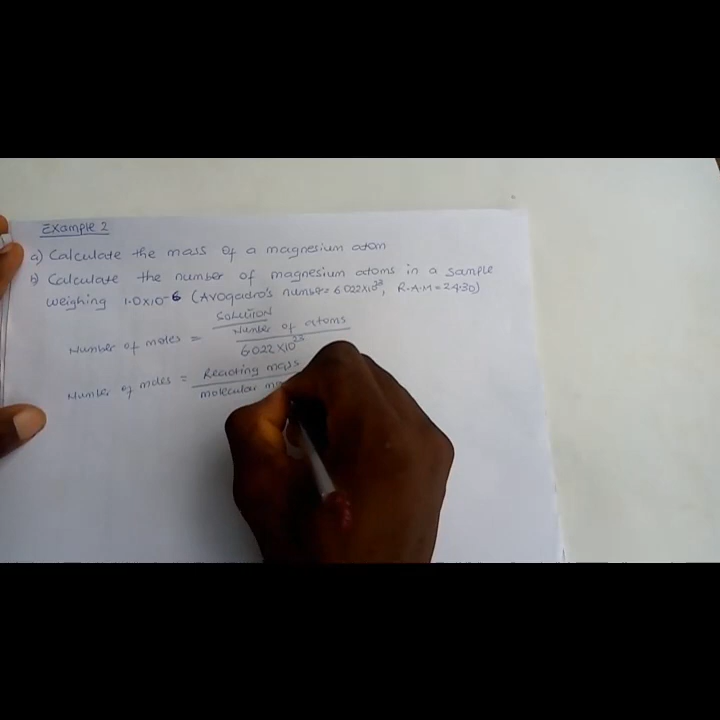 Example 2
a) Calculate the mass of a magnesium atom
b) Calculate the number of magnesium atoms in a sample
weighing 1.0x10-6 (Avogadro's number = 6.022x10²³, R.A.M = 24.30)
SOLUTION
Number of moles = Number of atoms
6.022 x10²³
Number of moles = Reacting mass
molecular